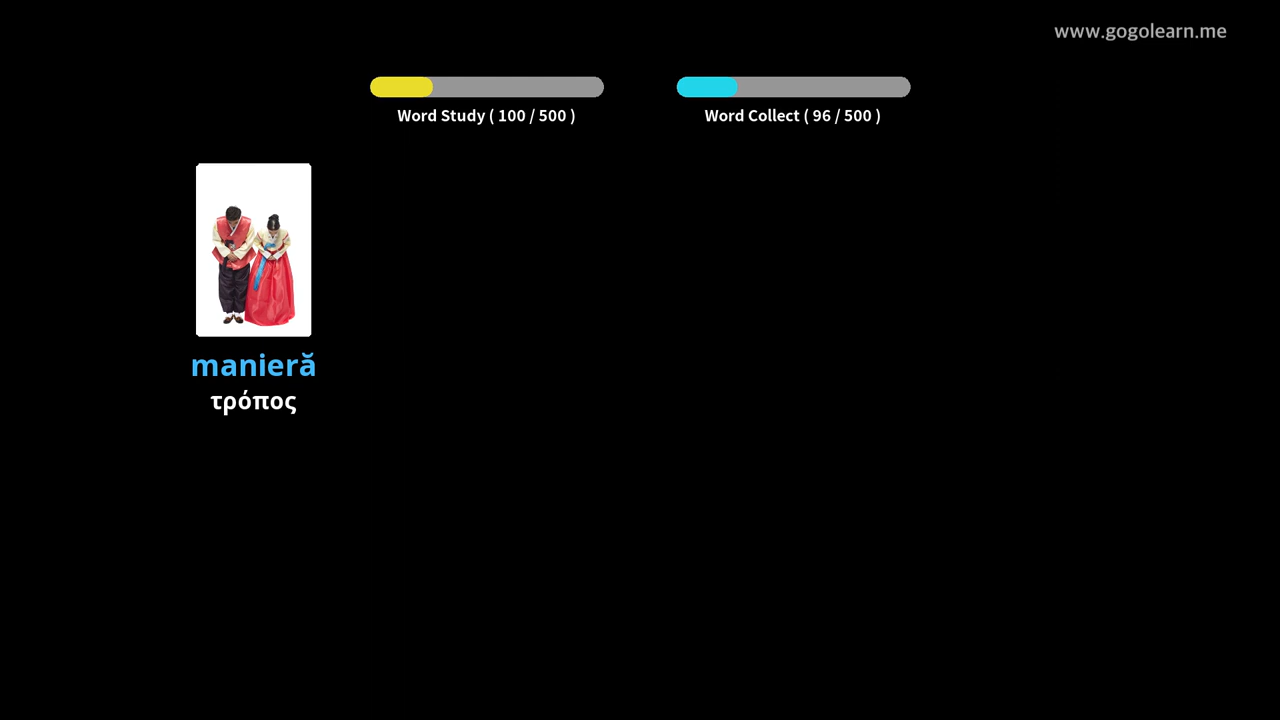 www.gogolearn.me
Word Study ( 100 / 500 )
Word Collect ( 96 / 500 )
manieră
τρόπος